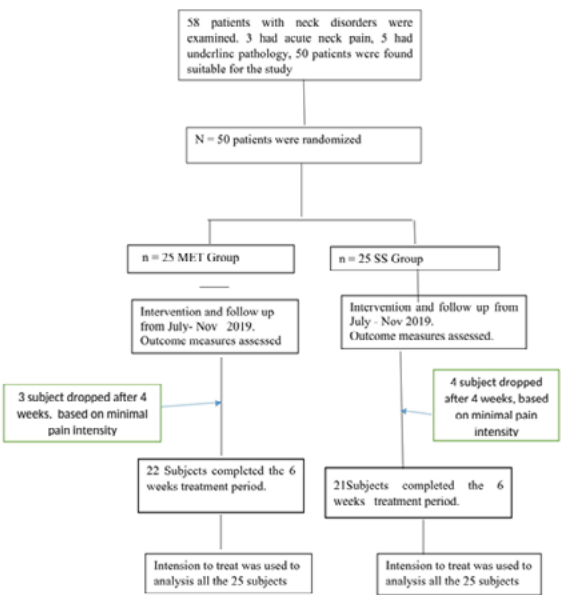 58 patients with neck disorders were
examined. 3 had acute neck pain, 5 had
underline pathology, 50 patients were found
suitable for the study
N = 50 patients were randomized
n = 25 MET Group
n = 25 SS Group
Intervention and follow up
from July- Nov 2019.
Outcome measures assessed
Intervention and follow up from
July - Nov 2019.
Outcome measures assessed.
3 subject dropped after 4
weeks, based on minimal
pain intensity
4 subject dropped
after 4 weeks, based
on minimal pain
intensity
22 Subjects completed the 6
weeks treatment period.
21Subjects completed the 6
weeks treatment period.
Intension to treat was used to
analysis all the 25 subjects
Intension to treat was used to
analysis all the 25 subjects